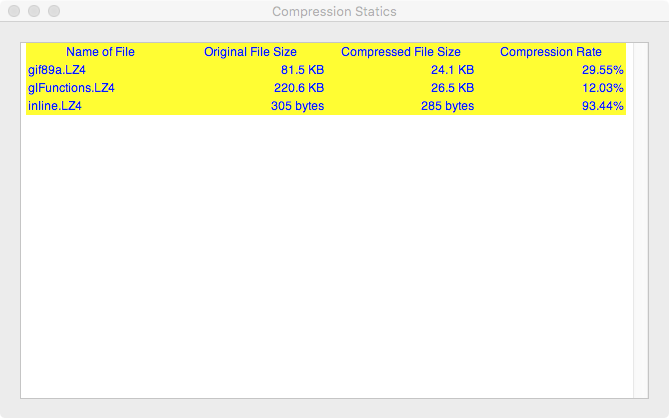 Compression Statics
Name of File Original File Size Compressed File Size Compression Rate
gif89a.LZ4 81.5 KB 24.1 KB 29.55%
glFunctions.LZ4 220.6 KB 26.5 KB 12.03%
inline.LZ4 305 bytes 285 bytes 93.44%